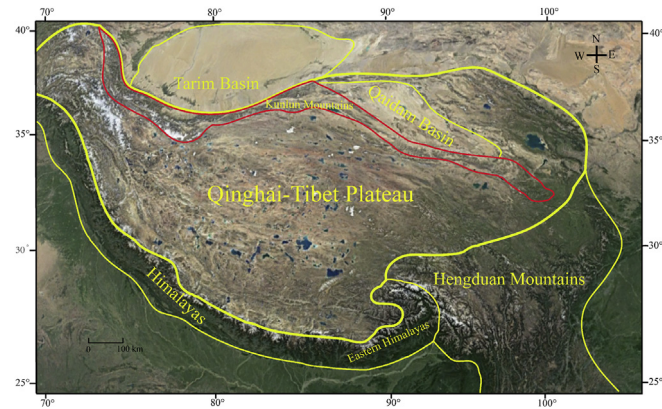 70° 80° 90° 100°
40° 40°
N
W E
S
Tarim Basin
Kunlun Mountains
Qaidam Basin
35° 35°
Qinghai-Tibet Plateau
30° 30°
Hengduan Mountains
Himalayas
Eastern Himalayas
0 100 km
25° 25°
70° 80° 90° 100°